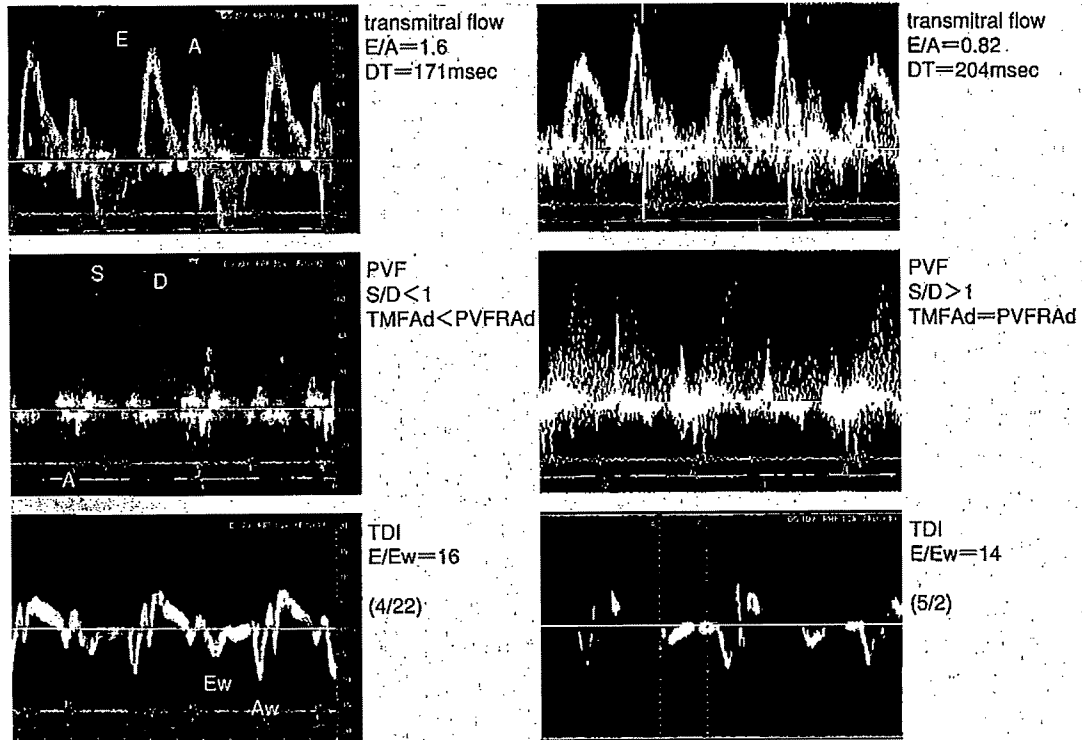 E
A
transmitral flow
E/A=1.6
DT=171msec
transmitral flow
E/A=0.82
DT=204msec
S
D
PVF
S/D<1
TMFAd<PVFRAd
A
PVF
S/D>1
TMFAd=PVFRAd
TDI
E/Ew=16
(4/22)
Ew
Aw
TDI
E/Ew=14
(5/2)